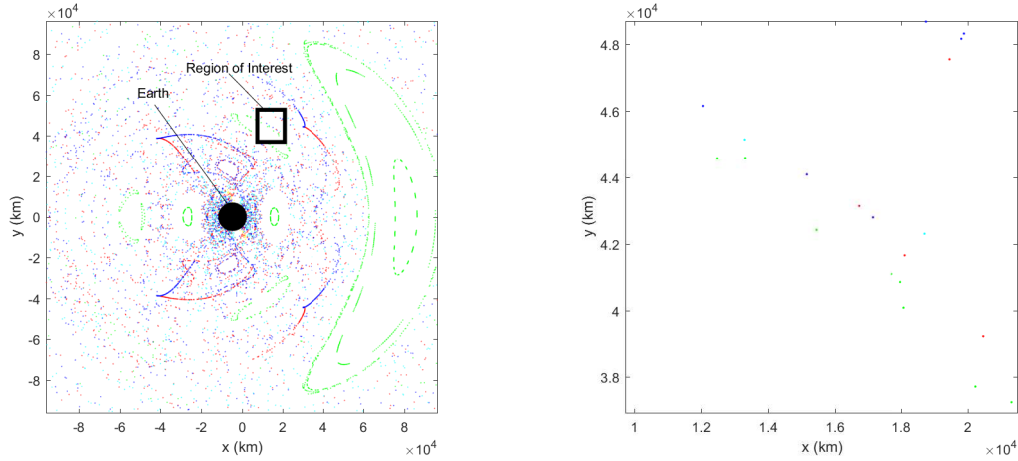 ×10⁴
8
6
4
2
0
-2
-4
-6
-8
y (km)
Region of Interest
Earth
-8 -6 -4 -2 0 2 4 6 8
x (km)
×10⁴
×10⁴
4.8
4.6
4.4
4.2
4
3.8
y (km)
1 1.2 1.4 1.6 1.8 2
x (km)
×10⁴